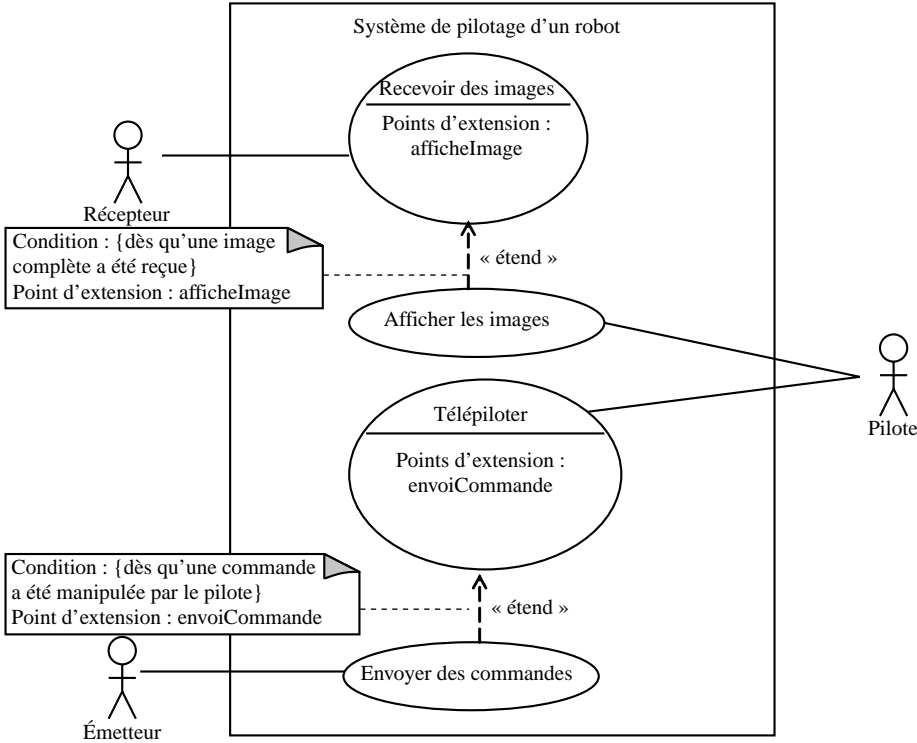 Système de pilotage d’un robot
Recevoir des images
Points d’extension :
afficheImage
Récepteur
Condition : {dès qu’une image
complète a été reçue}
Point d’extension : afficheImage
« étend »
Afficher les images
Pilote
Télépiloter
Points d’extension :
envoiCommande
Condition : {dès qu’une commande
a été manipulée par le pilote}
Point d’extension : envoiCommande
« étend »
Envoyer des commandes
Émetteur